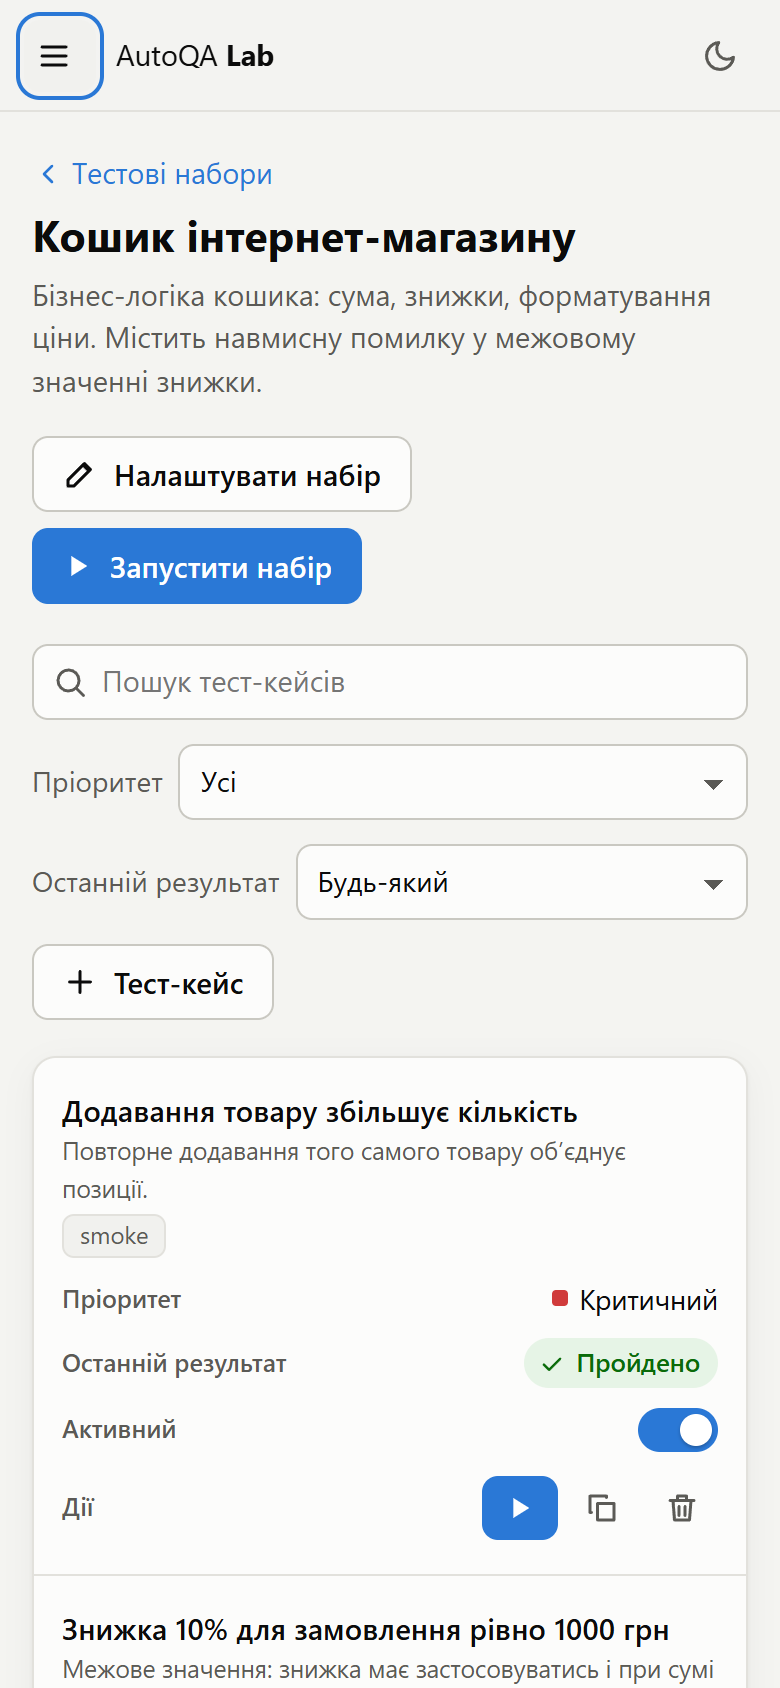 AutoQA Lab
Тестові набори
Кошик інтернет-магазину
Бізнес-логіка кошика: сума, знижки, форматування
ціни. Містить навмисну помилку у межовому
значенні знижки.
Налаштувати набір
Запустити набір
Пошук тест-кейсів
Пріоритет Усі
Останній результат Будь-який
Тест-кейс
Додавання товару збільшує кількість
Повторне додавання того самого товару обʼєднує
позиції.
smoke
Пріоритет Критичний
Останній результат Пройдено
Активний
Дії
Знижка 10% для замовлення рівно 1000 грн
Межове значення: знижка має застосовуватись і при сумі